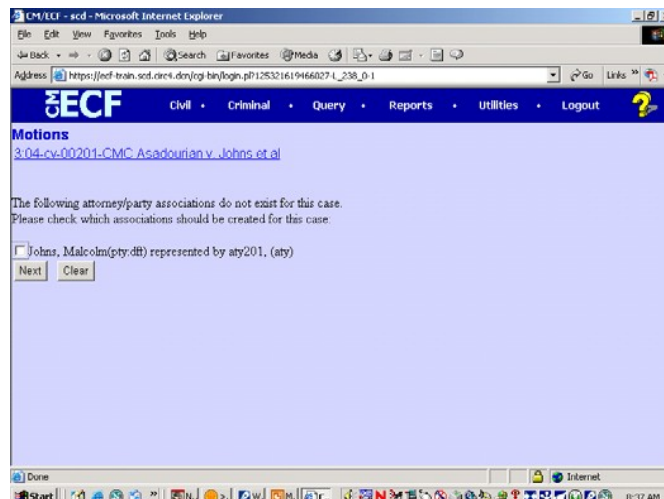 CM/ECF - scd - Microsoft Internet Explorer
File Edit View Favorites Tools Help
Back Search Favorites Media
Address https://ecf-train.scd.circ4.dcn/cgi-bin/login.pl?125321619466027-L_238_0-1 Go Links »
CM ECF Civil • Criminal • Query • Reports • Utilities • Logout ?
Motions
3:04-cv-00201-CMC Asadourian v. Johns et al
The following attorney/party associations do not exist for this case.
Please check which associations should be created for this case:
Johns, Malcolm(pty:dft) represented by aty201, (aty)
Next Clear
Done Internet
Start 8:37 AM